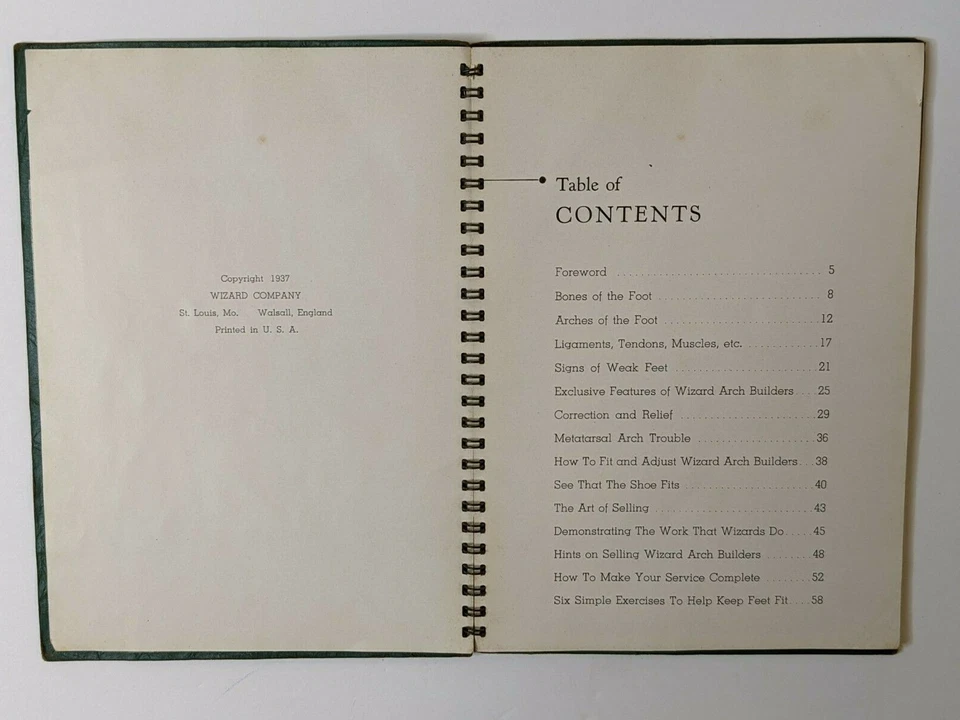 Copyright 1937
WIZARD COMPANY
St. Louis, Mo. Walsall, England
Printed in U. S. A.
Table of
CONTENTS
Foreword . . . . . . . . . . . . . . . . . . . . . . . . . . . . . . . 5
Bones of the Foot . . . . . . . . . . . . . . . . . . . . . . . . 8
Arches of the Foot . . . . . . . . . . . . . . . . . . . . . . . 12
Ligaments, Tendons, Muscles, etc. . . . . . . . . . . . 17
Signs of Weak Feet . . . . . . . . . . . . . . . . . . . . . . 21
Exclusive Features of Wizard Arch Builders . . . . 25
Correction and Relief . . . . . . . . . . . . . . . . . . . . 29
Metatarsal Arch Trouble . . . . . . . . . . . . . . . . . 36
How To Fit and Adjust Wizard Arch Builders . . . 38
See That The Shoe Fits . . . . . . . . . . . . . . . . . . . 40
The Art of Selling . . . . . . . . . . . . . . . . . . . . . . . 43
Demonstrating The Work That Wizards Do . . . . . 45
Hints on Selling Wizard Arch Builders . . . . . . . . 48
How To Make Your Service Complete . . . . . . . . 52
Six Simple Exercises To Help Keep Feet Fit . . . . 58